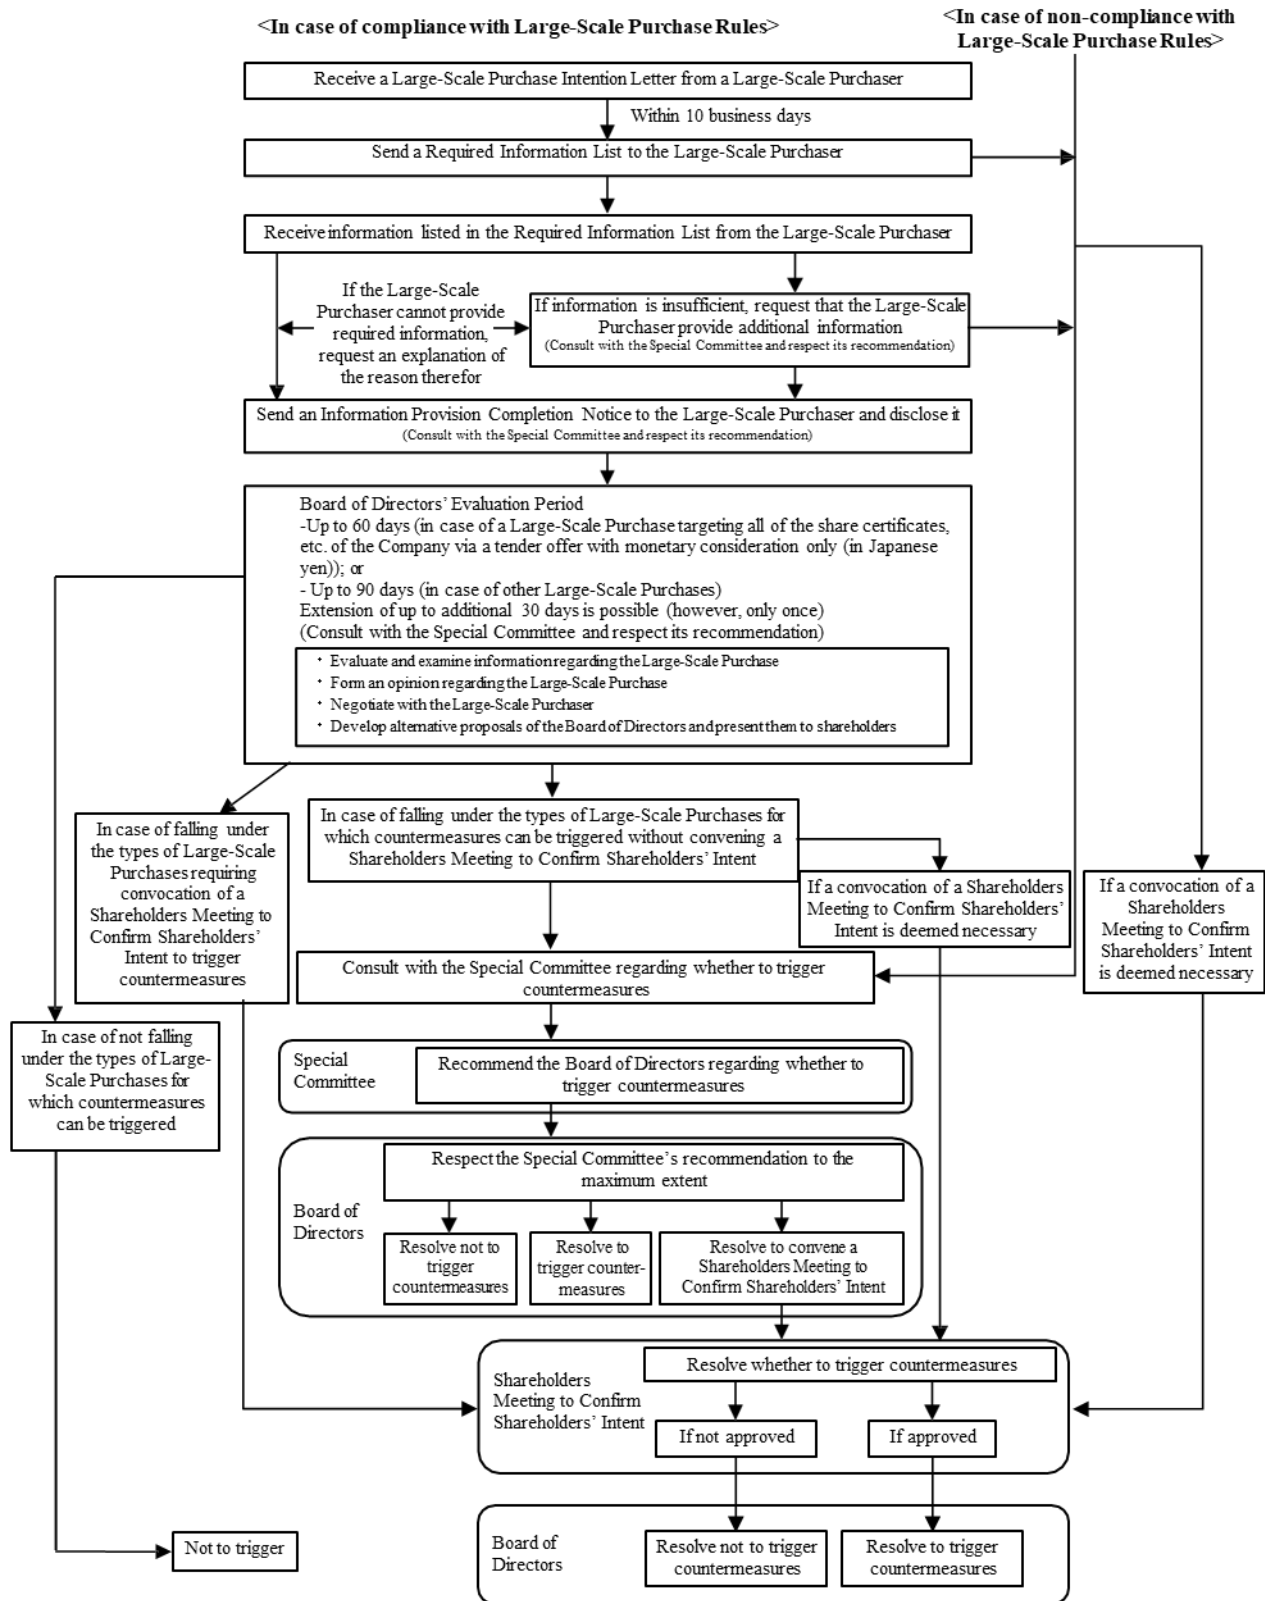 <In case of compliance with Large-Scale Purchase Rules>
<In case of non-compliance with
Large-Scale Purchase Rules>
Receive a Large-Scale Purchase Intention Letter from a Large-Scale Purchaser
Within 10 business days
Send a Required Information List to the Large-Scale Purchaser
Receive information listed in the Required Information List from the Large-Scale Purchaser
If the Large-Scale
Purchaser cannot provide
required information,
request an explanation of
the reason therefor
If information is insufficient, request that the Large-Scale
Purchaser provide additional information
(Consult with the Special Committee and respect its recommendation)
Send an Information Provision Completion Notice to the Large-Scale Purchaser and disclose it
(Consult with the Special Committee and respect its recommendation)
Board of Directors’ Evaluation Period
-Up to 60 days (in case of a Large-Scale Purchase targeting all of the share certificates,
etc. of the Company via a tender offer with monetary consideration only (in Japanese
yen)); or
- Up to 90 days (in case of other Large-Scale Purchases)
Extension of up to additional 30 days is possible (however, only once)
(Consult with the Special Committee and respect its recommendation)
・ Evaluate and examine information regarding the Large-Scale Purchase
・ Form an opinion regarding the Large-Scale Purchase
・ Negotiate with the Large-Scale Purchaser
・ Develop alternative proposals of the Board of Directors and present them to shareholders
In case of falling under
the types of Large-Scale
Purchases requiring
convocation of a
Shareholders Meeting to
Confirm Shareholders’
Intent to trigger
countermeasures
In case of falling under the types of Large-Scale Purchases for
which countermeasures can be triggered without convening a
Shareholders Meeting to Confirm Shareholders’ Intent
If a convocation of a Shareholders
Meeting to Confirm Shareholders’
Intent is deemed necessary
If a convocation of a
Shareholders
Meeting to Confirm
Shareholders’ Intent
is deemed necessary
Consult with the Special Committee regarding whether to trigger
countermeasures
In case of not falling
under the types of Large-
Scale Purchases for
which countermeasures
can be triggered
Special
Committee
Recommend the Board of Directors regarding whether to
trigger countermeasures
Respect the Special Committee’s recommendation to the
maximum extent
Board of
Directors
Resolve not to
trigger
countermeasures
Resolve to
trigger counter-
measures
Resolve to convene a
Shareholders Meeting to
Confirm Shareholders’ Intent
Resolve whether to trigger countermeasures
Shareholders
Meeting to Confirm
Shareholders’ Intent
If not approved
If approved
Not to trigger
Board of
Directors
Resolve not to trigger
countermeasures
Resolve to trigger
countermeasures